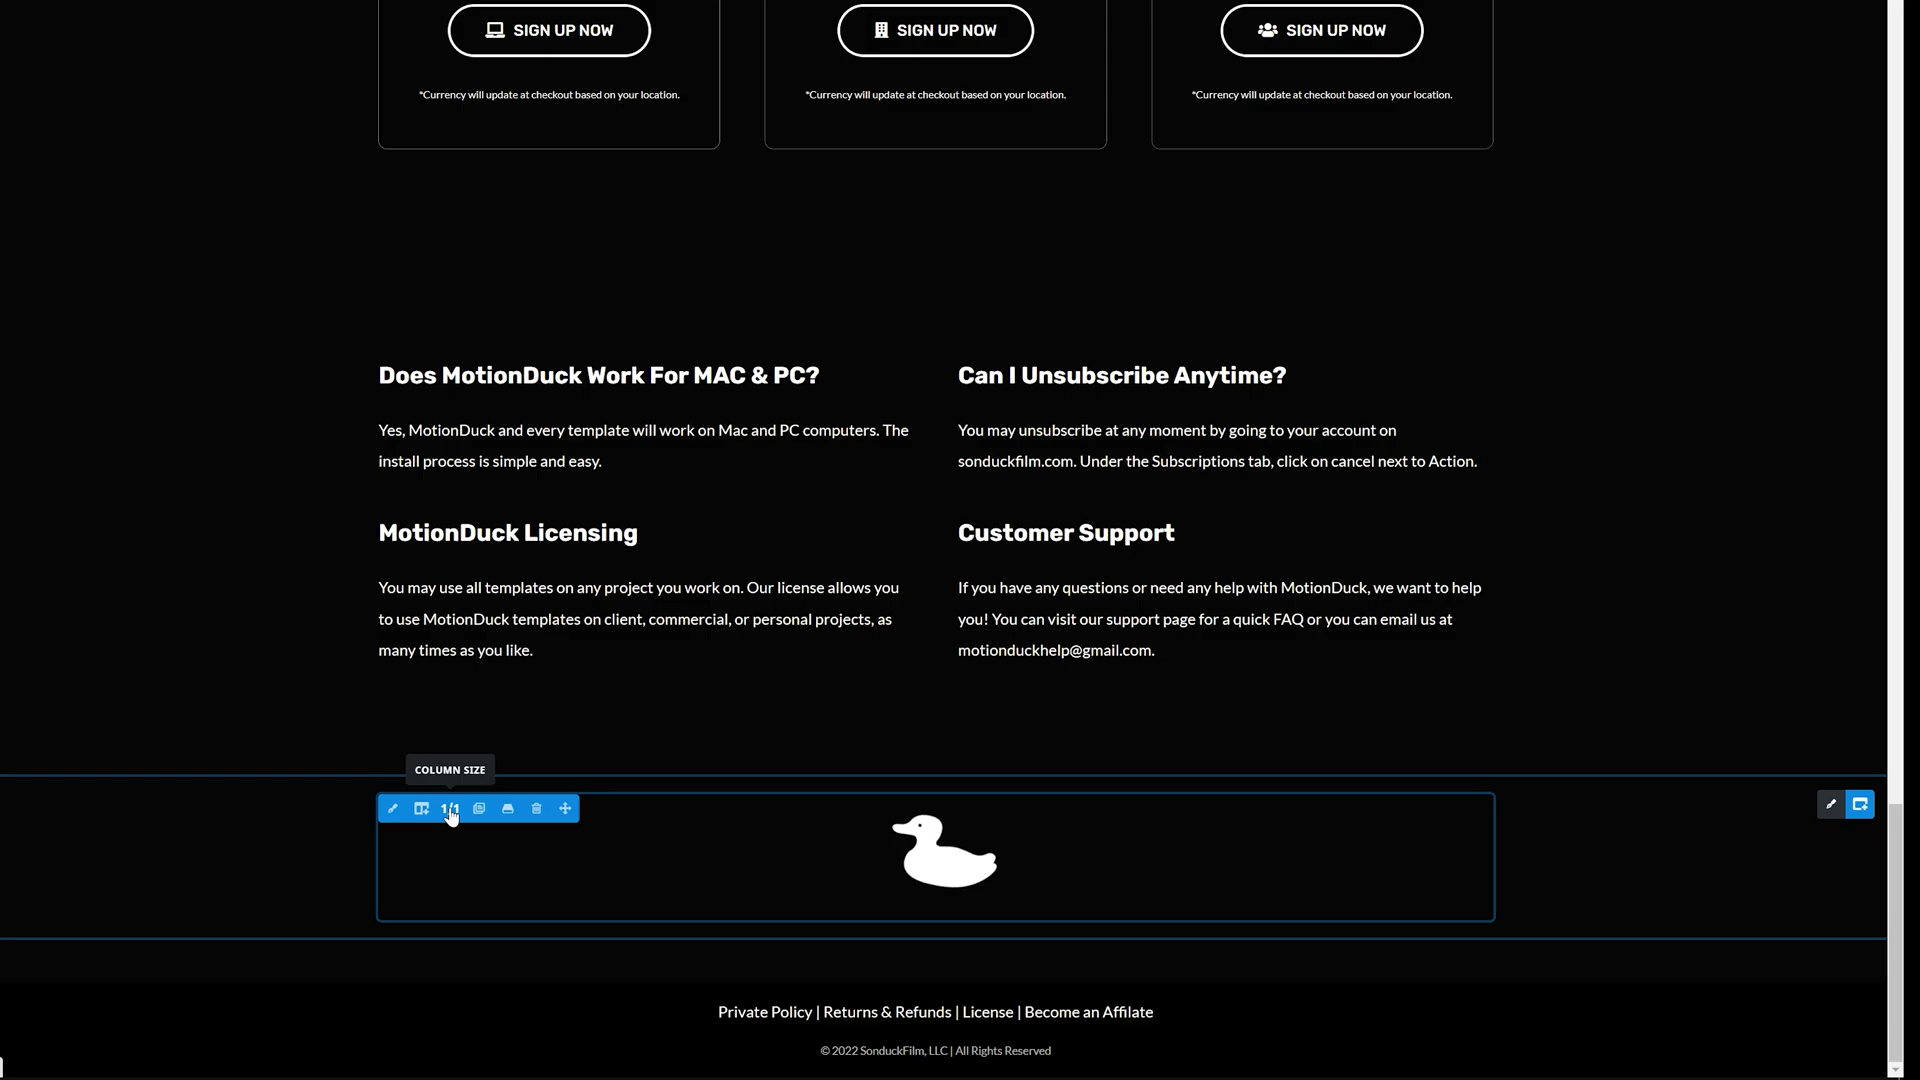 SIGN UP NOW SIGN UP NOW SIGN UP NOW
*Currency will update at checkout based on your location. *Currency will update at checkout based on your location. *Currency will update at checkout based on your location.
Does MotionDuck Work For MAC & PC?
Yes, MotionDuck and every template will work on Mac and PC computers. The
install process is simple and easy.
Can I Unsubscribe Anytime?
You may unsubscribe at any moment by going to your account on
sonduckfilm.com. Under the Subscriptions tab, click on cancel next to Action.
MotionDuck Licensing
You may use all templates on any project you work on. Our license allows you
to use MotionDuck templates on client, commercial, or personal projects, as
many times as you like.
Customer Support
If you have any questions or need any help with MotionDuck, we want to help
you! You can visit our support page for a quick FAQ or you can email us at
motionduckhelp@gmail.com.
COLUMN SIZE
1/1
Private Policy | Returns & Refunds | License | Become an Affilate
© 2022 SonduckFilm, LLC | All Rights Reserved